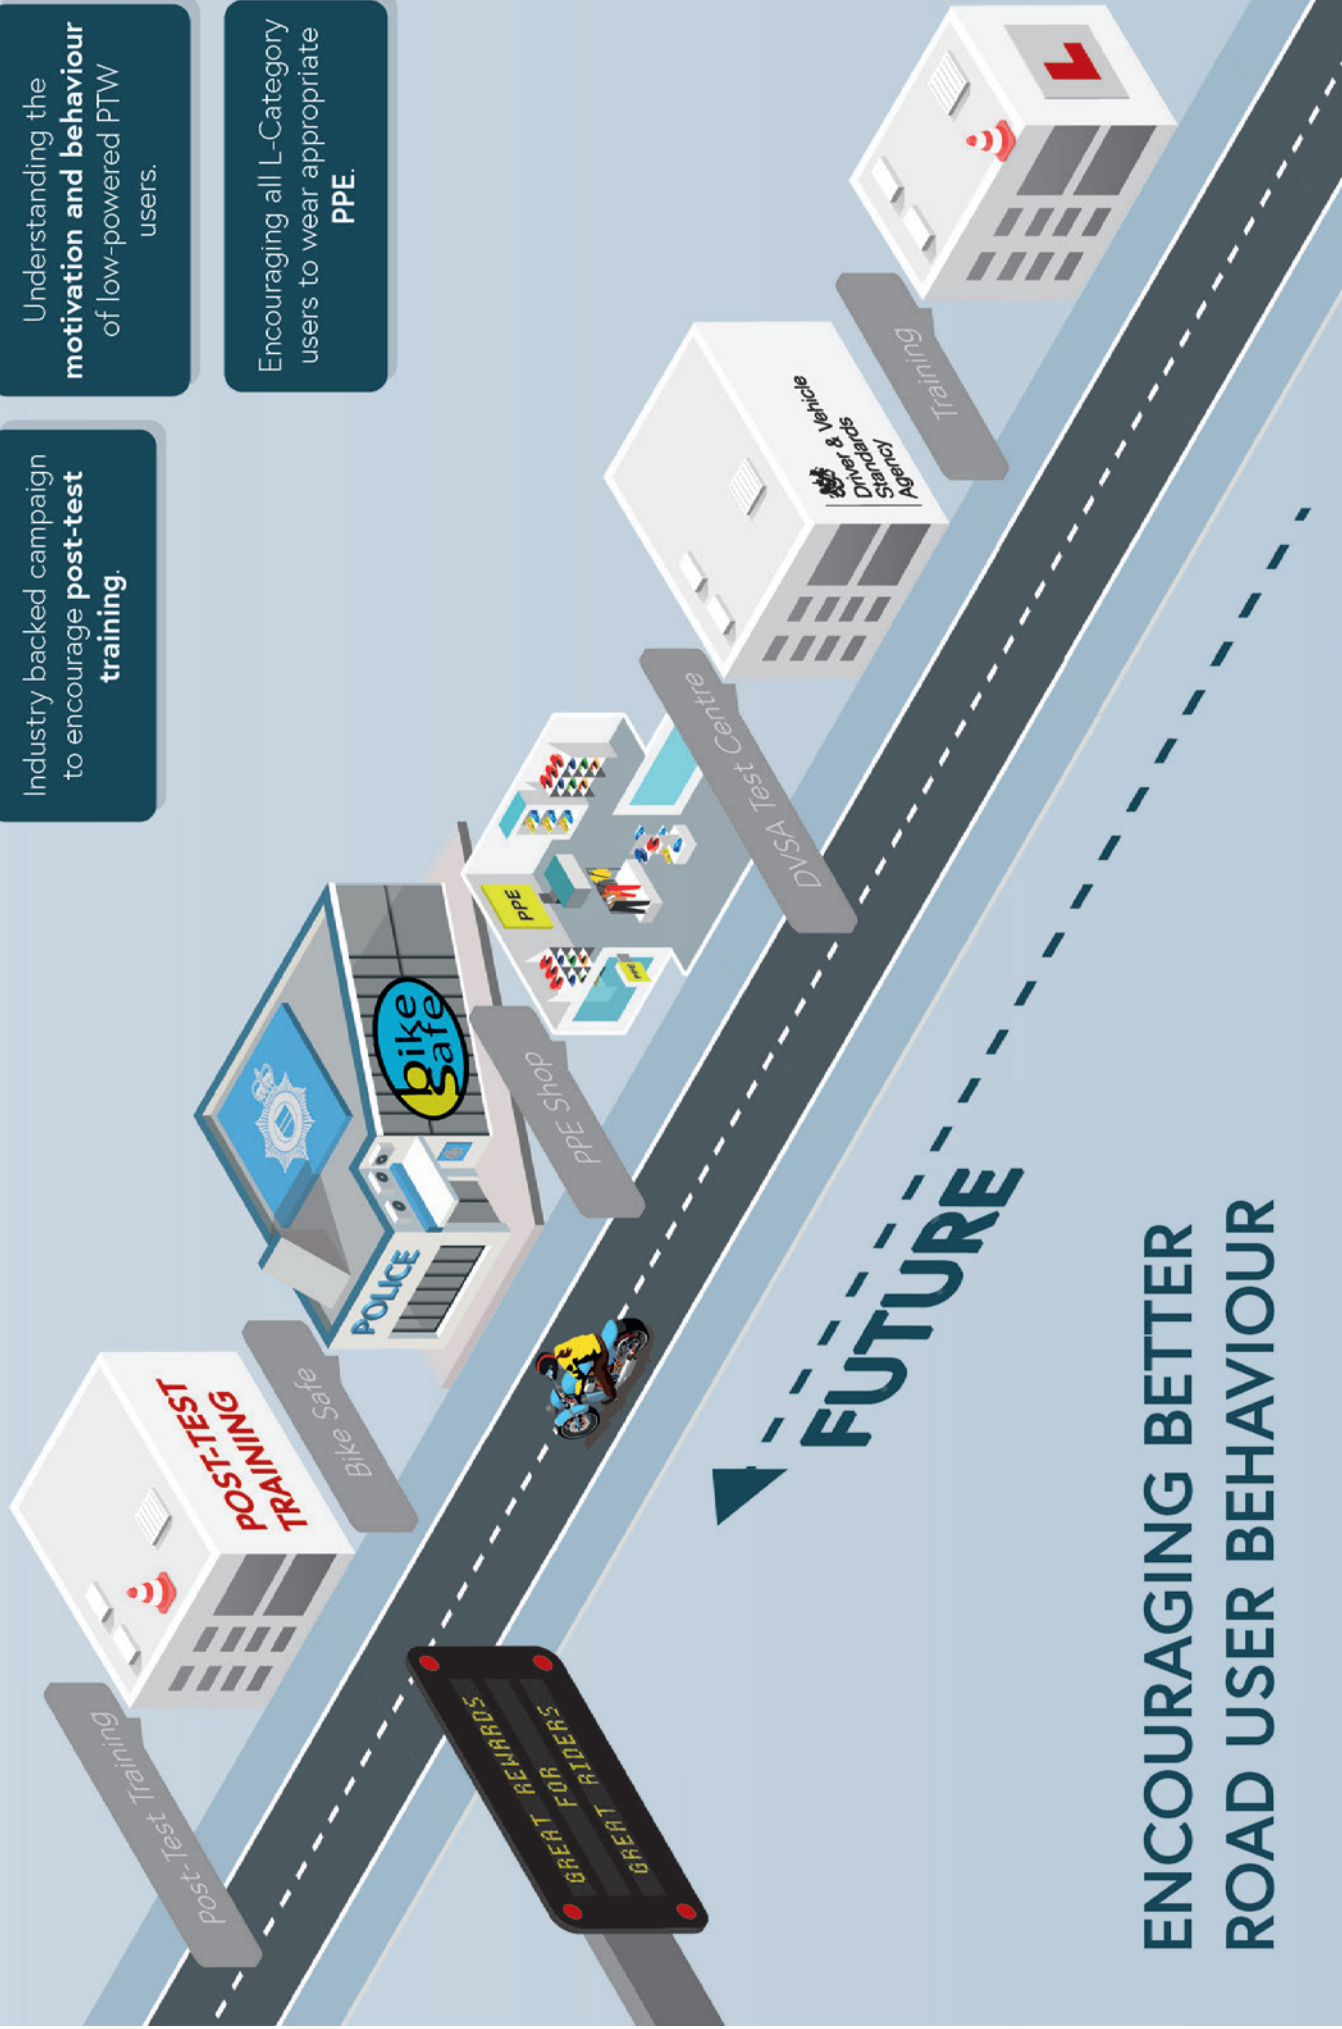 ENCOURAGING BETTER
ROAD USER BEHAVIOUR
Industry backed campaign
to encourage post-test
training.
Understanding the
motivation and behaviour
of low-powered PTW
users.
Encouraging all L-Category
users to wear appropriate
PPE.
Post-Test Training
POST-TEST
TRAINING
Bike Safe
POLICE
Bike
Safe
PPE Shop
PPE
PPE
DVSA Test Centre
Driver & Vehicle
Standards
Agency
Training
L
GREAT REWARDS
GREAT FOR
GREAT RIDERS
FUTURE